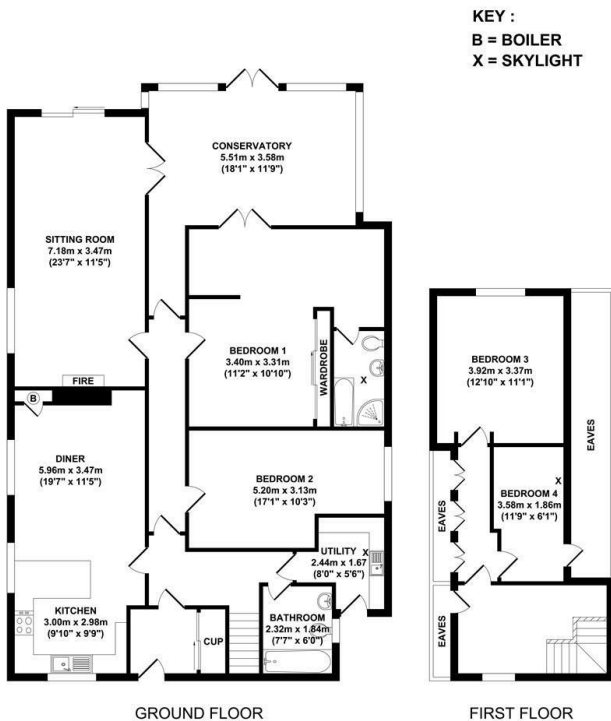 KEY :
B = BOILER
X = SKYLIGHT
CONSERVATORY
5.51m x 3.58m
(18'1" x 11'9")
SITTING ROOM
7.18m x 3.47m
(23'7" x 11'5")
FIRE
BEDROOM 1
3.40m x 3.31m
(11'2" x 10'10")
WARDROBE
X
B
DINER
5.96m x 3.47m
(19'7" x 11'5")
BEDROOM 2
5.20m x 3.13m
(17'1" x 10'3")
UTILITY
X
2.44m x 1.67
(8'0" x 5'6")
KITCHEN
3.00m x 2.98m
(9'10" x 9'9")
CUP
BATHROOM
2.32m x 1.84m
(7'7" x 6'0")
GROUND FLOOR
BEDROOM 3
3.92m x 3.37m
(12'10" x 11'1")
EAVES
EAVES
X
BEDROOM 4
3.58m x 1.86m
(11'9" x 6'1")
EAVES
FIRST FLOOR